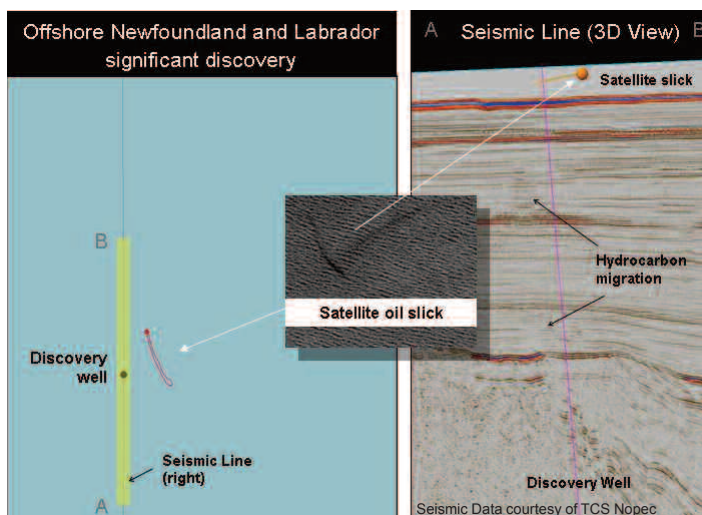 Offshore Newfoundland and Labrador
significant discovery
B
Discovery
well
Seismic Line
(right)
A
Satellite oil slick
A
Seismic Line (3D View)
B
Satellite slick
Hydrocarbon
migration
Discovery Well
Seismic Data courtesy of TCS Nopec